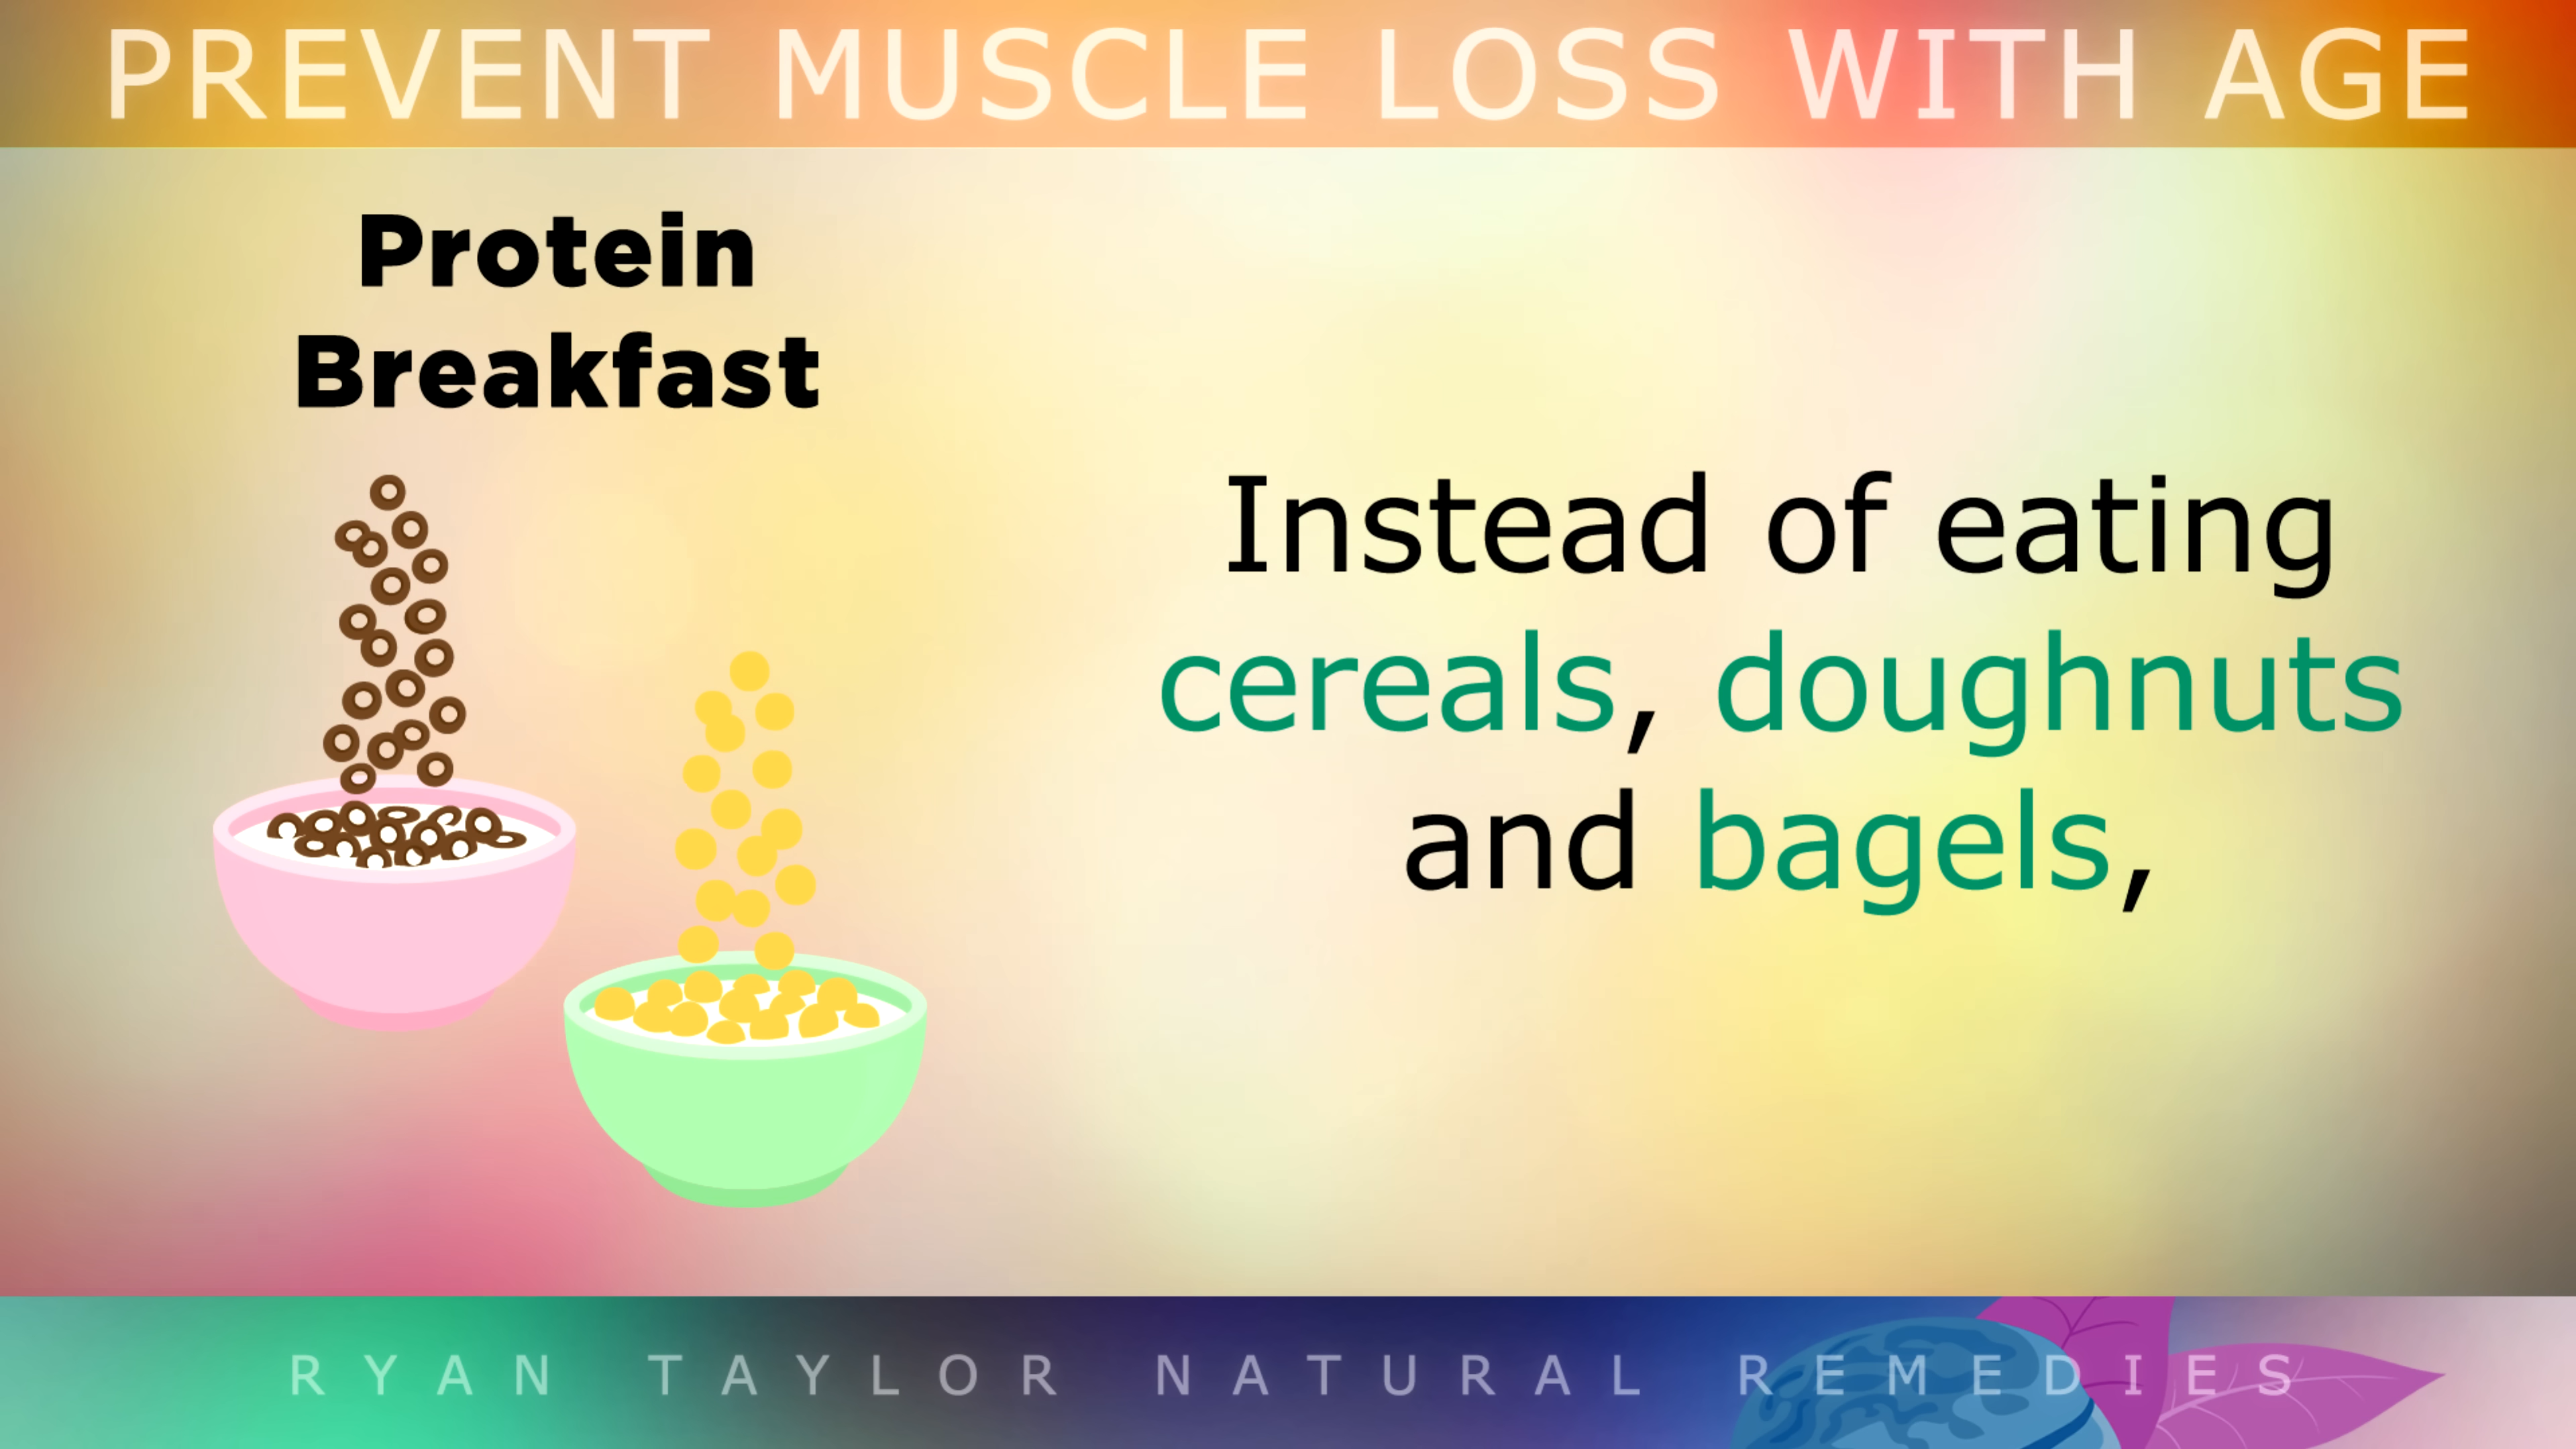 PREVENT MUSCLE LOSS WITH AGE
Protein
Breakfast
Instead of eating
cereals, doughnuts
and bagels,
RYAN TAYLOR NATURAL REMEDIES